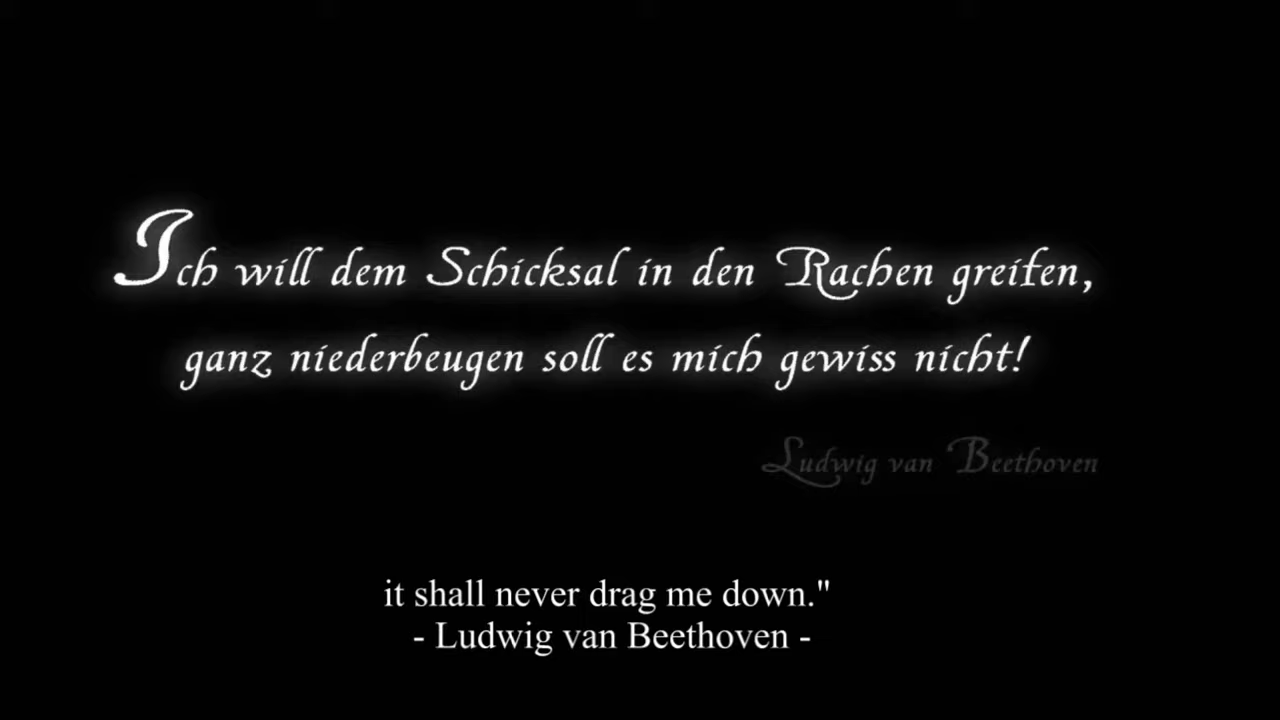 Ich will dem Schicksal in den Rachen greifen,
ganz niederbeugen soll es mich gewiss nicht!
Ludwig van Beethoven
it shall never drag me down."
- Ludwig van Beethoven -